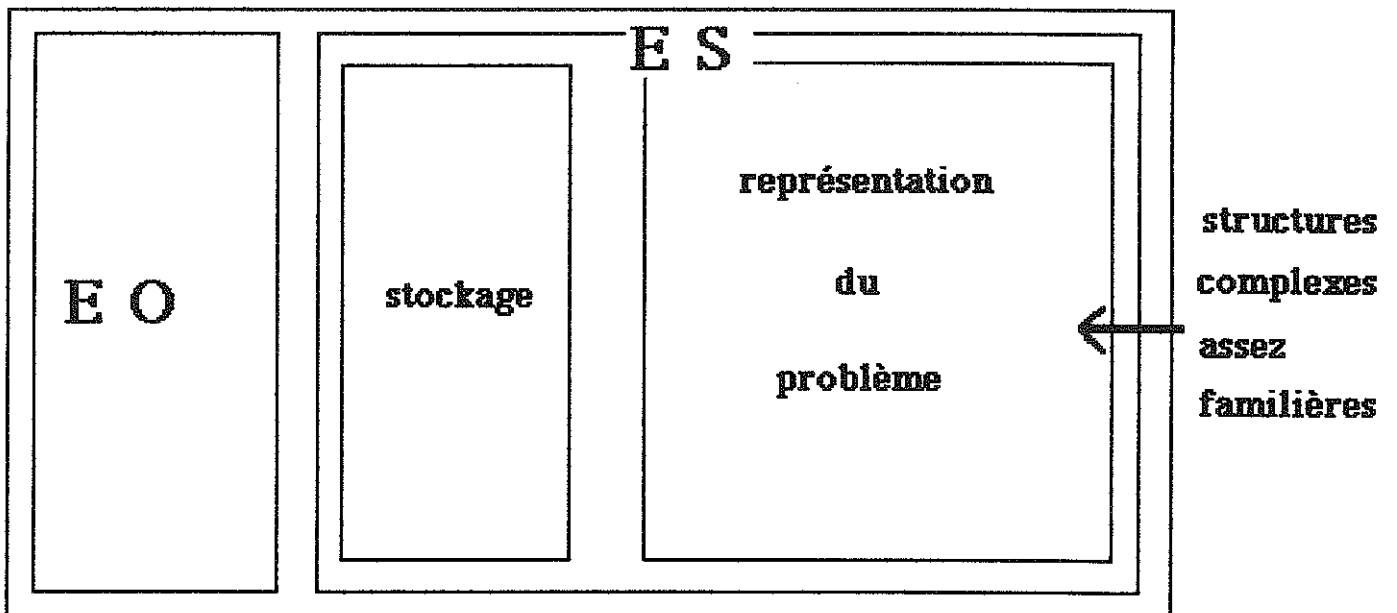 E S
E O
stockage
représentation
du
problème
structures
complexes
assez
familières